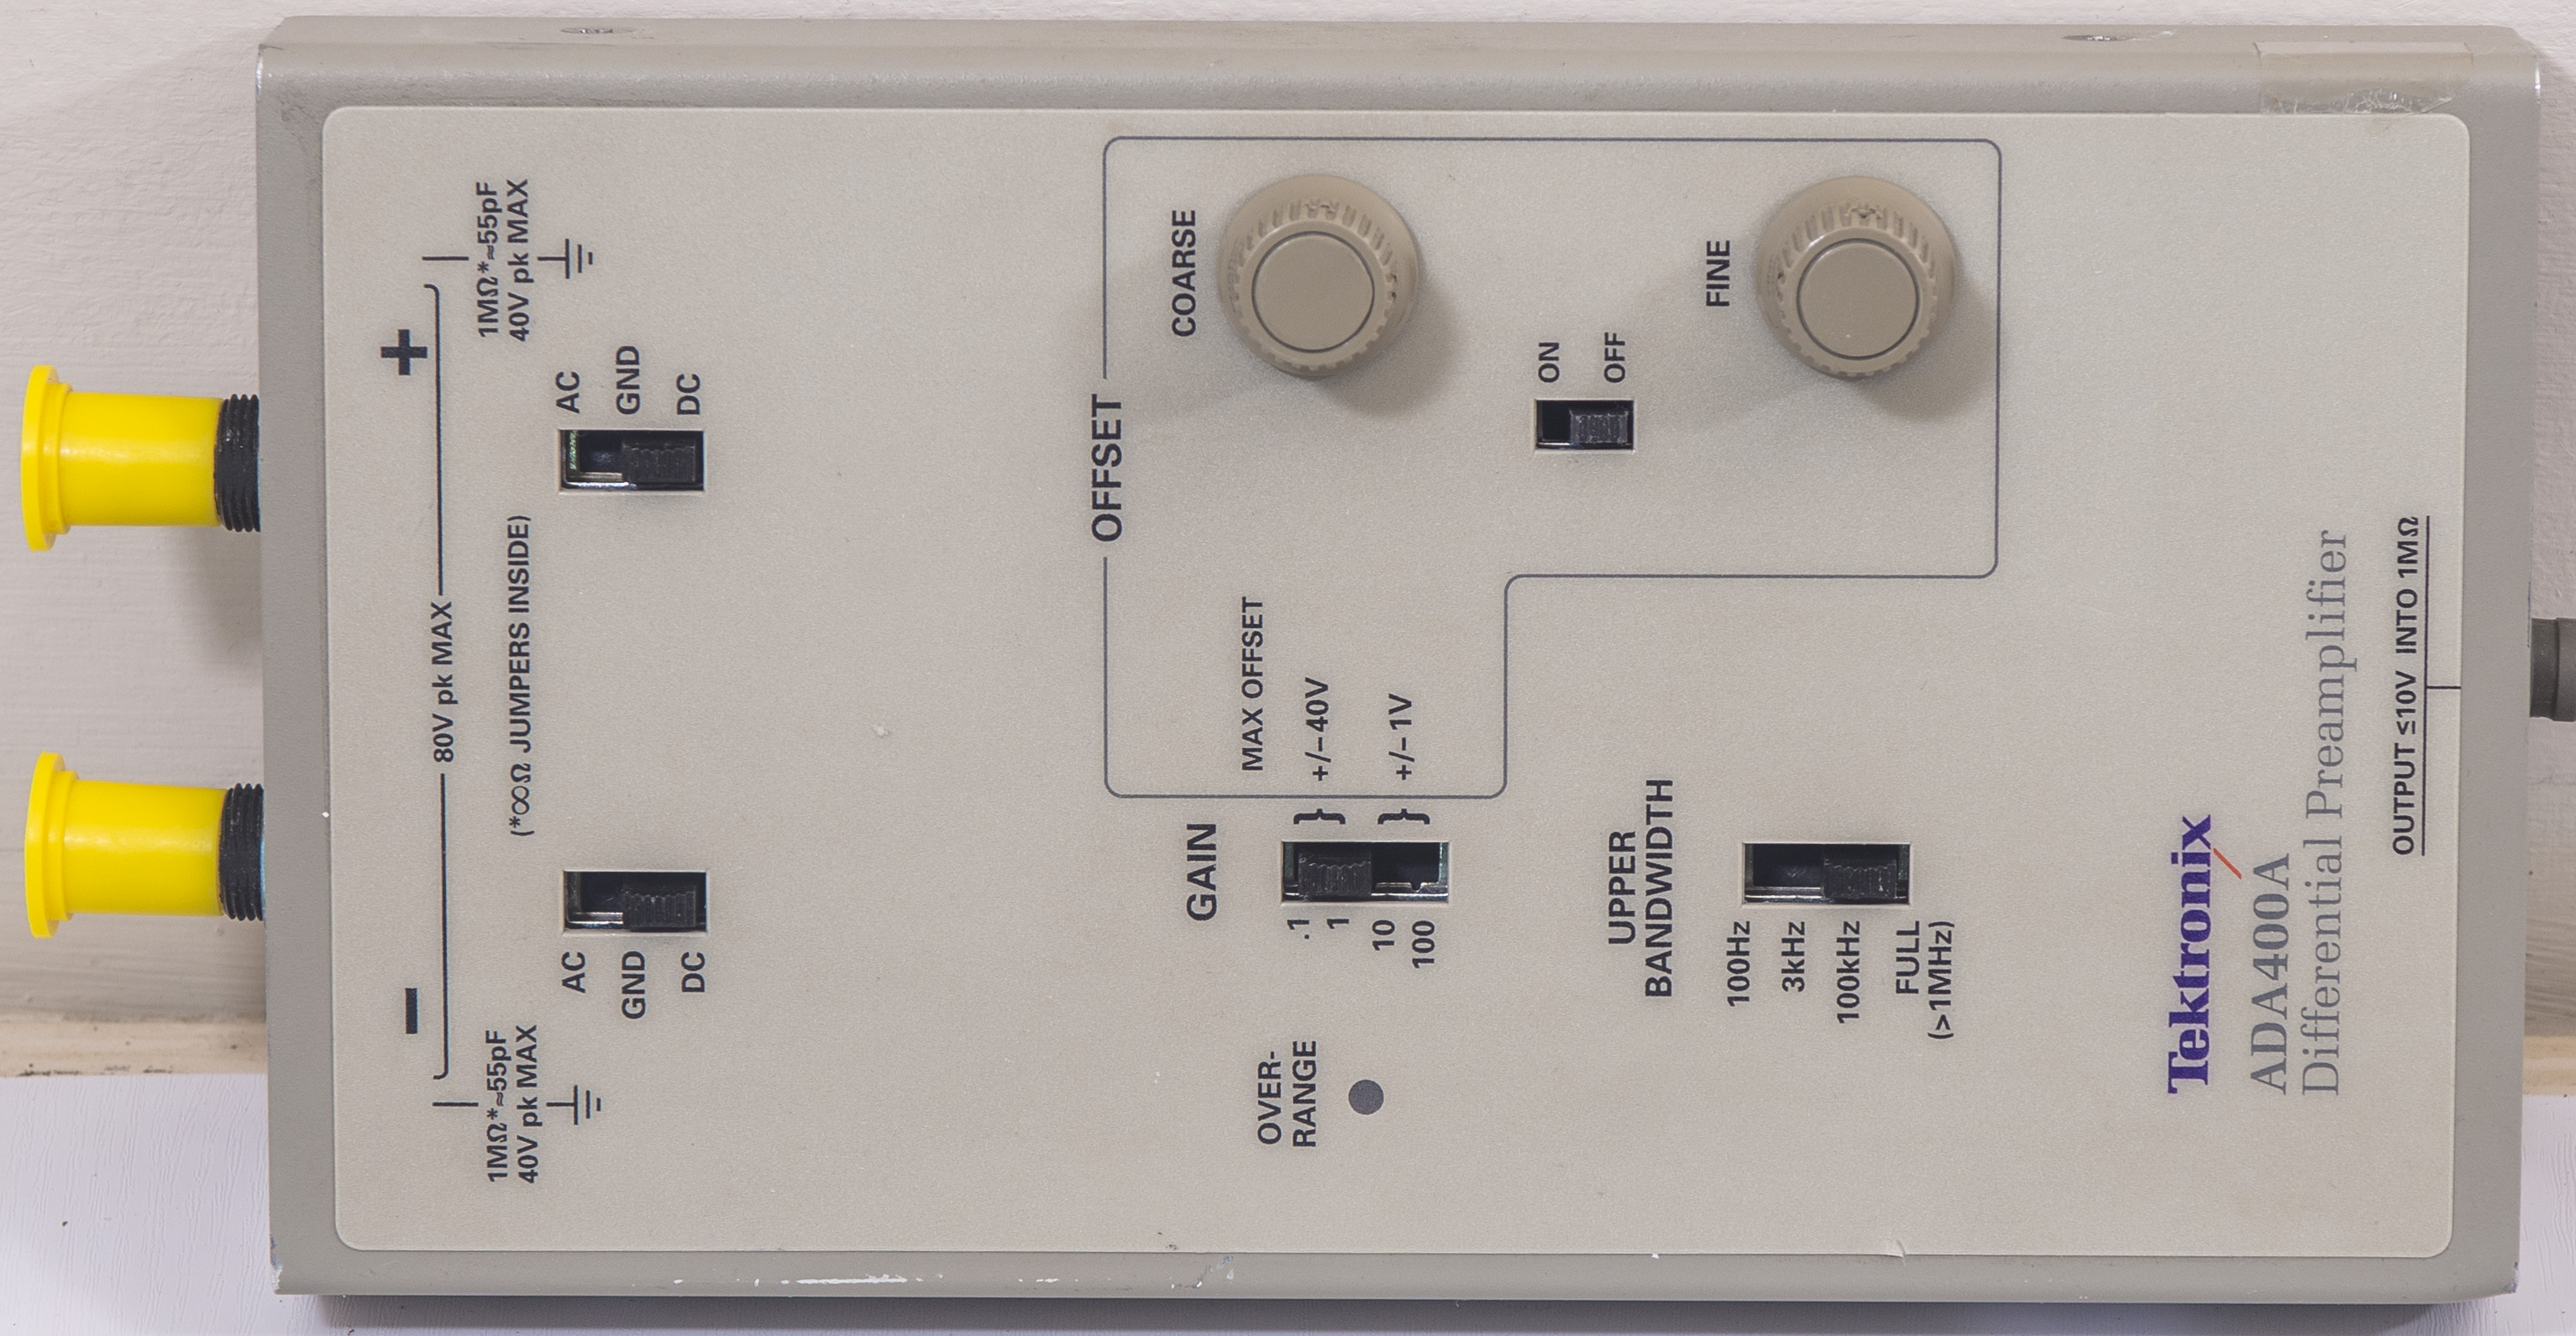 +
1MΩ*≈55pF
40V pk MAX
80V pk MAX
(*∞Ω JUMPERS INSIDE)
AC
GND
DC
−
1MΩ*≈55pF
40V pk MAX
AC
GND
DC
OFFSET
COARSE
ON
OFF
FINE
MAX OFFSET
+/−40V
+/−1V
GAIN
.1
1
10
100
OVER-
RANGE
UPPER
BANDWIDTH
100Hz
3kHz
100kHz
FULL
(>1MHz)
Tektronix
ADA400A
Differential Preamplifier
OUTPUT ≤10V INTO 1MΩ